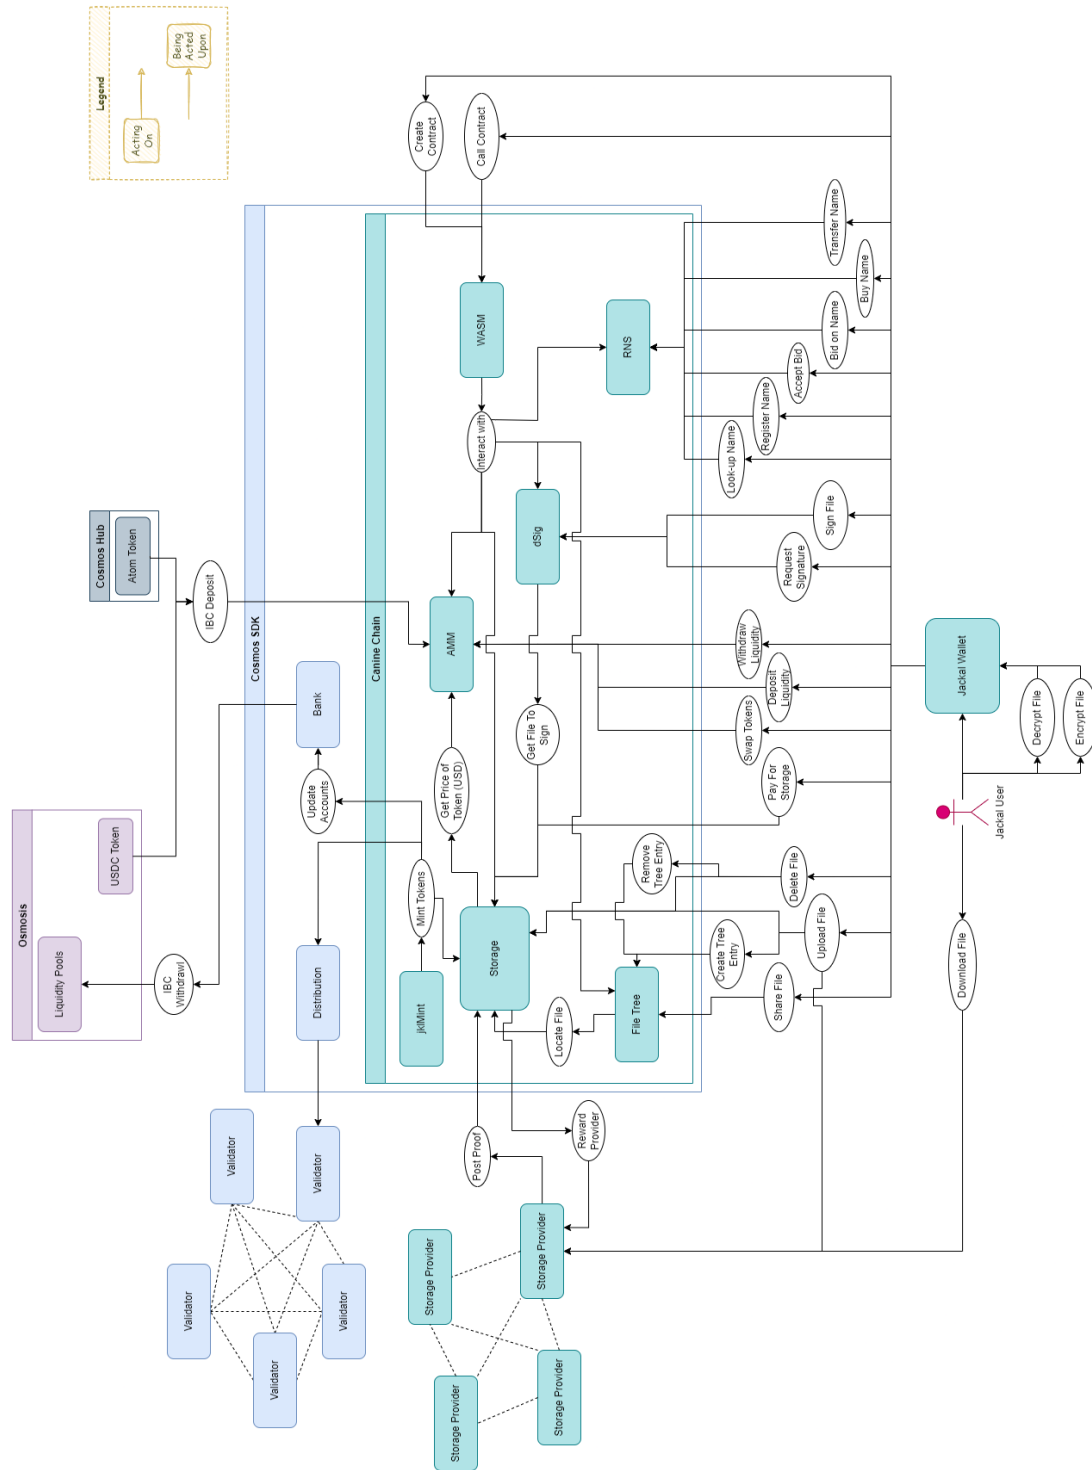 Legend
Acting
On
Being
Acted
Upon
Create
Contract
Call Contract
Transfer Name
Buy Name
Bid on Name
Accept Bid
Register Name
Look-up Name
WASM
RNS
Interact with
Cosmos Hub
Atom Token
IBC Deposit
Cosmos SDK
Canine Chain
dSig
Sign File
Request
Signature
AMM
Bank
Withdraw
Liquidity
Deposit
Liquidity
Swap Tokens
Get File To
Sign
Get Price of
Token (USD)
Update
Accounts
Pay For
Storage
Jackal Wallet
Decrypt File
Encrypt File
Jackal User
Osmosis
USDC Token
Liquidity Pools
IBC
Withdrawl
Mint Tokens
Remove
Tree Entry
Delete File
Storage
Create Tree
Entry
Upload File
Download File
Distribution
jklMint
Locate File
File Tree
Share File
Reward
Provider
Post Proof
Validator
Validator
Validator
Validator
Validator
Storage Provider
Storage Provider
Storage Provider
Storage Provider